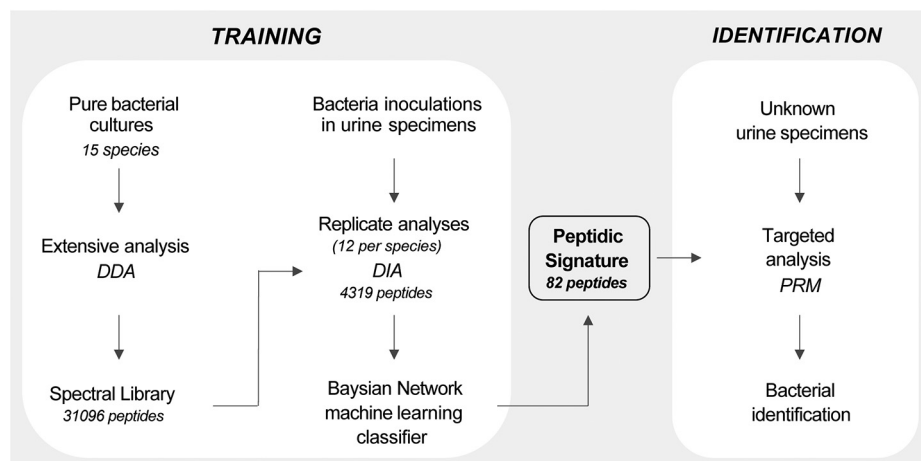 TRAINING
Pure bacterial
cultures
15 species
Extensive analysis
DDA
Spectral Library
31096 peptides
Bacteria inoculations
in urine specimens
Replicate analyses
(12 per species)
DIA
4319 peptides
Baysian Network
machine learning
classifier
Peptidic
Signature
82 peptides
IDENTIFICATION
Unknown
urine specimens
Targeted
analysis
PRM
Bacterial
identification